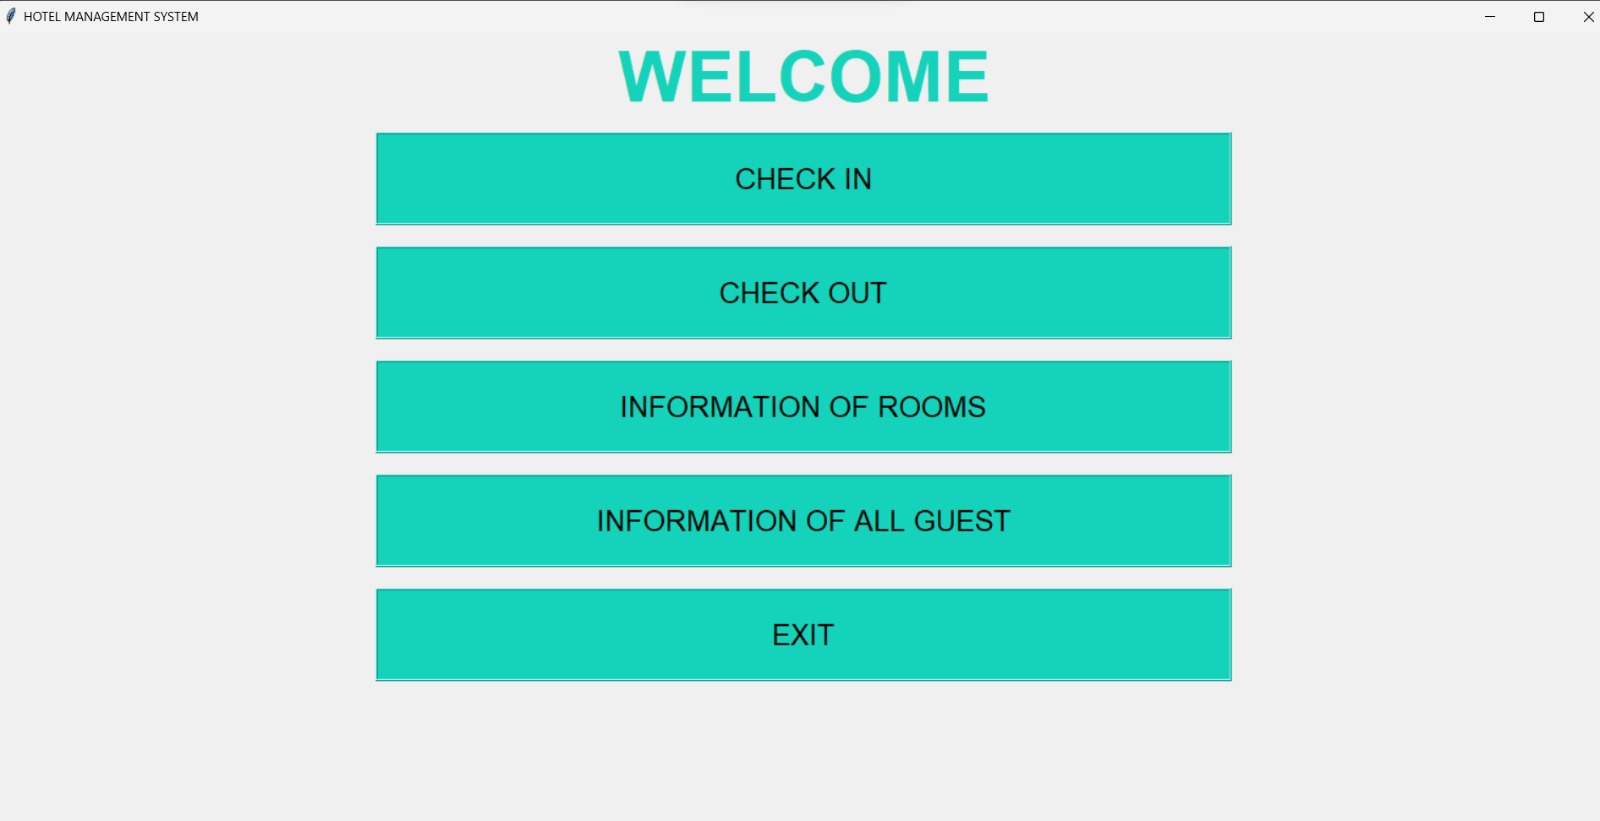 HOTEL MANAGEMENT SYSTEM
WELCOME
CHECK IN
CHECK OUT
INFORMATION OF ROOMS
INFORMATION OF ALL GUEST
EXIT